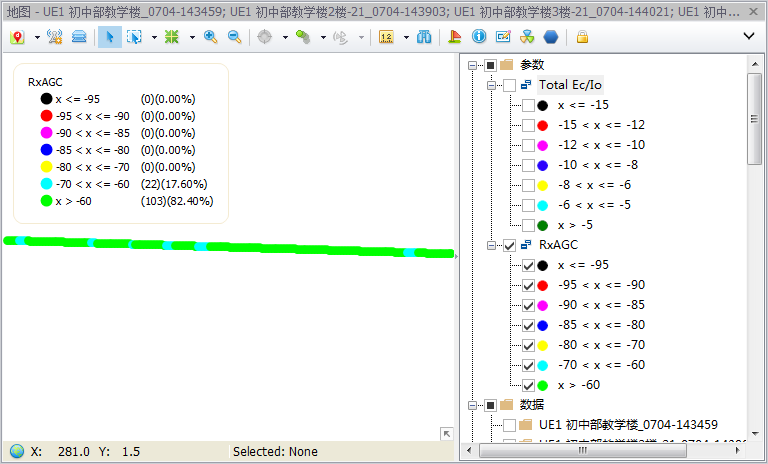 地图 - UE1 初中部教学楼_0704-143459; UE1 初中部教学楼2楼-21_0704-143903; UE1 初中部教学楼3楼-21_0704-144021; UE1 初中...
1.5
12
RxAGC
x <= -95 (0)(0.00%)
-95 < x <= -90 (0)(0.00%)
-90 < x <= -85 (0)(0.00%)
-85 < x <= -80 (0)(0.00%)
-80 < x <= -70 (0)(0.00%)
-70 < x <= -60 (22)(17.60%)
x > -60 (103)(82.40%)
参数
Total Ec/Io
x <= -15
-15 < x <= -12
-12 < x <= -10
-10 < x <= -8
-8 < x <= -6
-6 < x <= -5
x > -5
RxAGC
x <= -95
-95 < x <= -90
-90 < x <= -85
-85 < x <= -80
-80 < x <= -70
-70 < x <= -60
x > -60
数据
UE1 初中部教学楼_0704-143459
X: 281.0 Y: 1.5 Selected: None